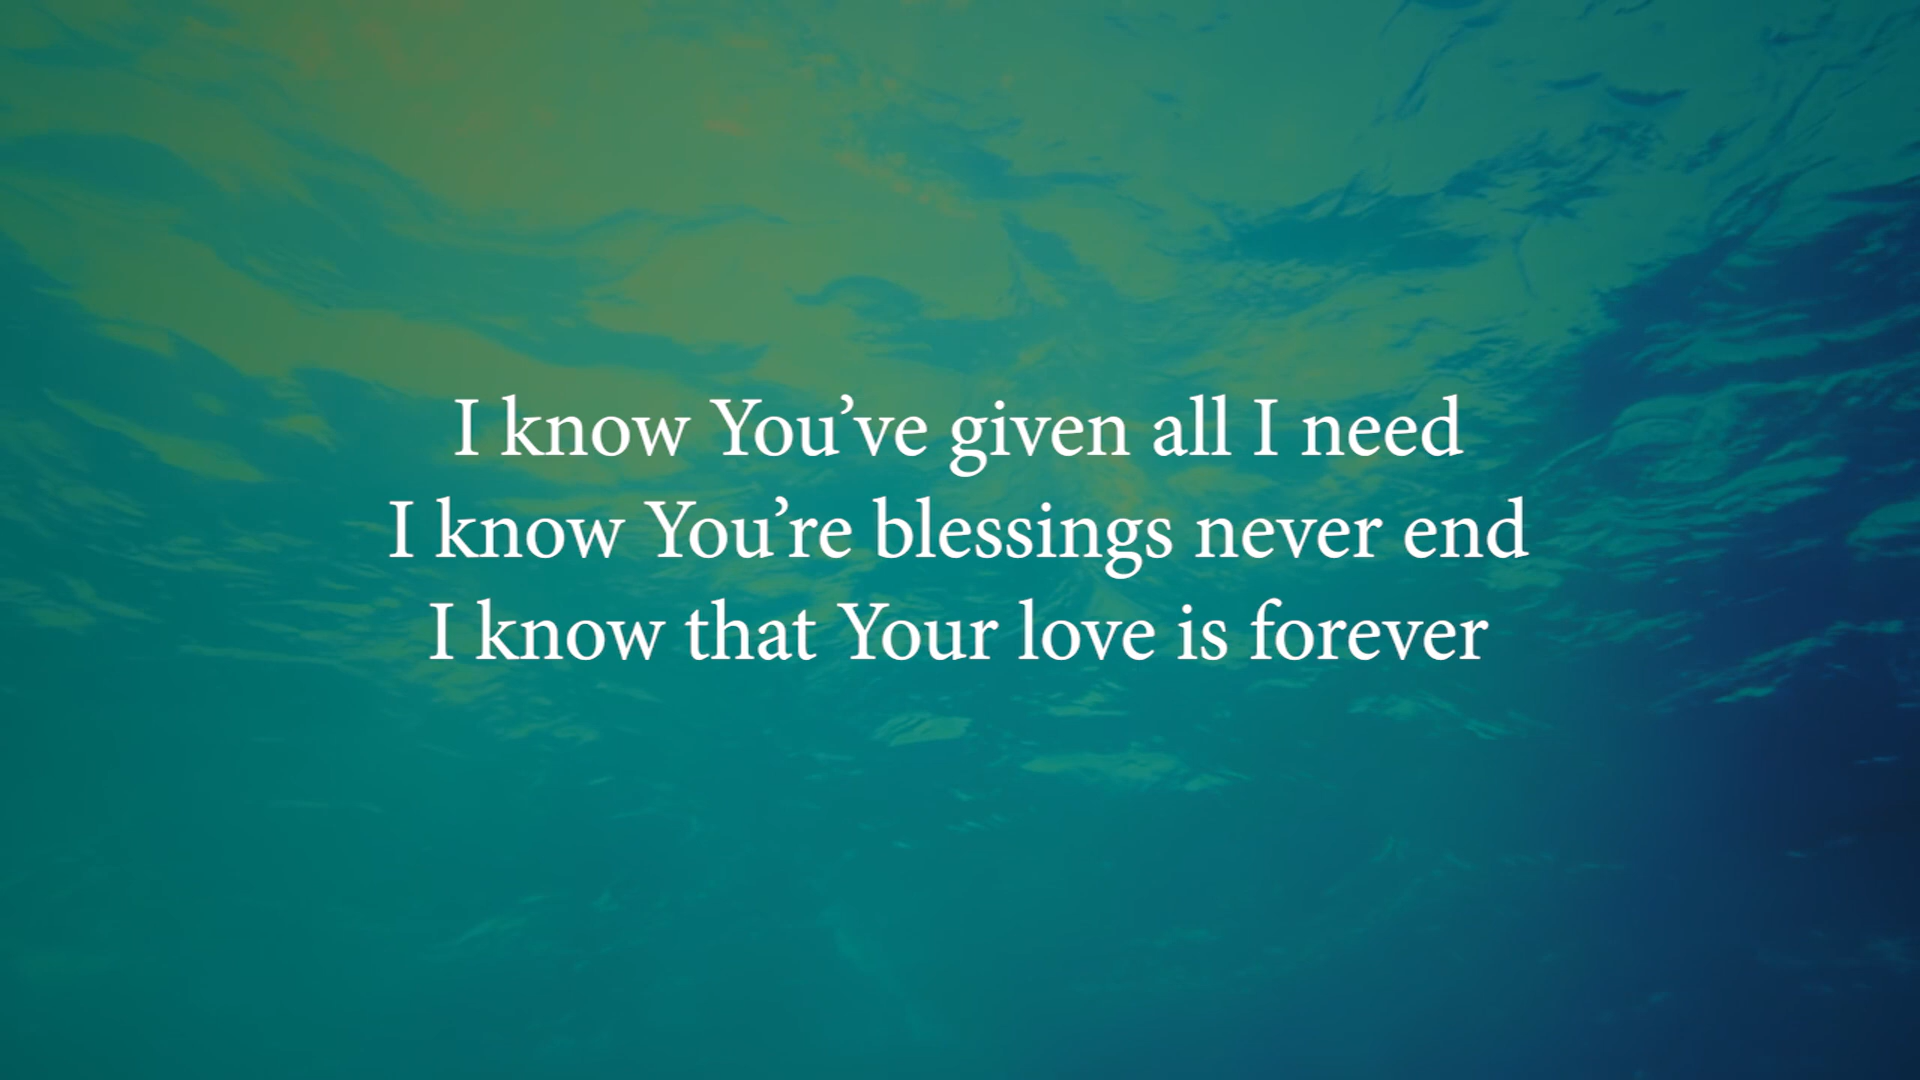 I know You’ve given all I need
I know You’re blessings never end
I know that Your love is forever